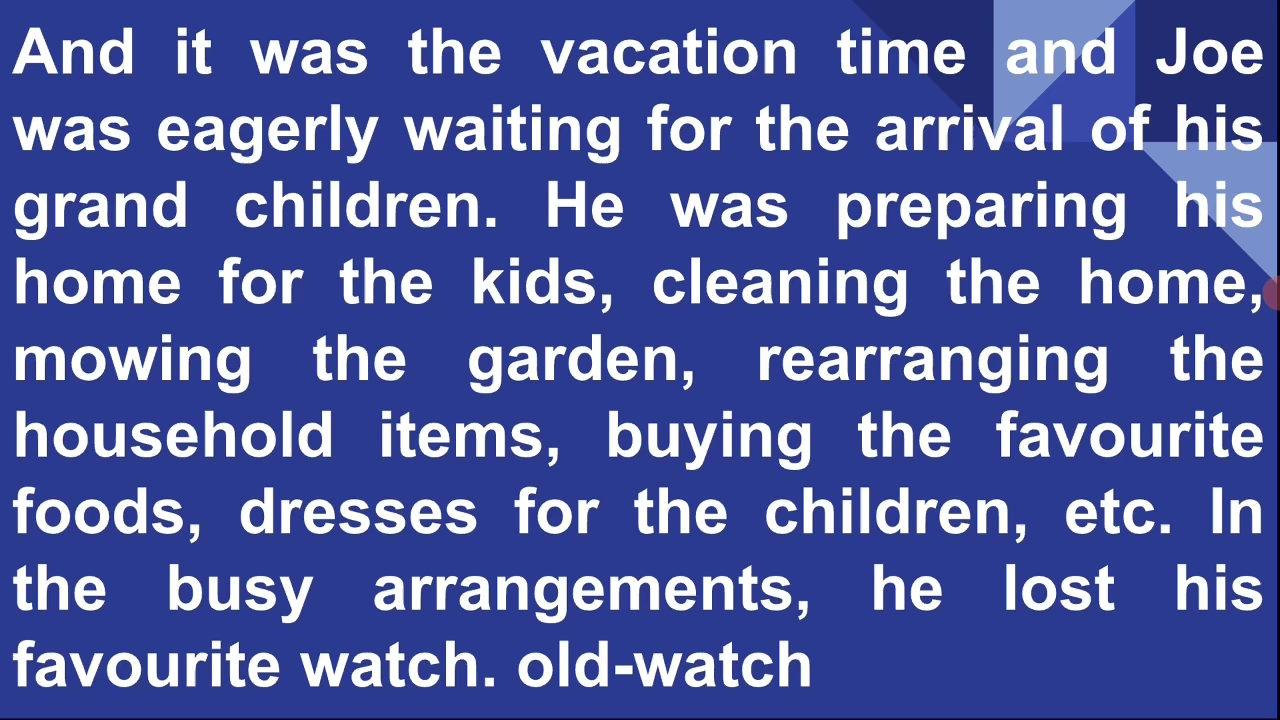 And it was the vacation time and Joe
was eagerly waiting for the arrival of his
grand children. He was preparing his
home for the kids, cleaning the home,
mowing the garden, rearranging the
household items, buying the favourite
foods, dresses for the children, etc. In
the busy arrangements, he lost his
favourite watch. old-watch